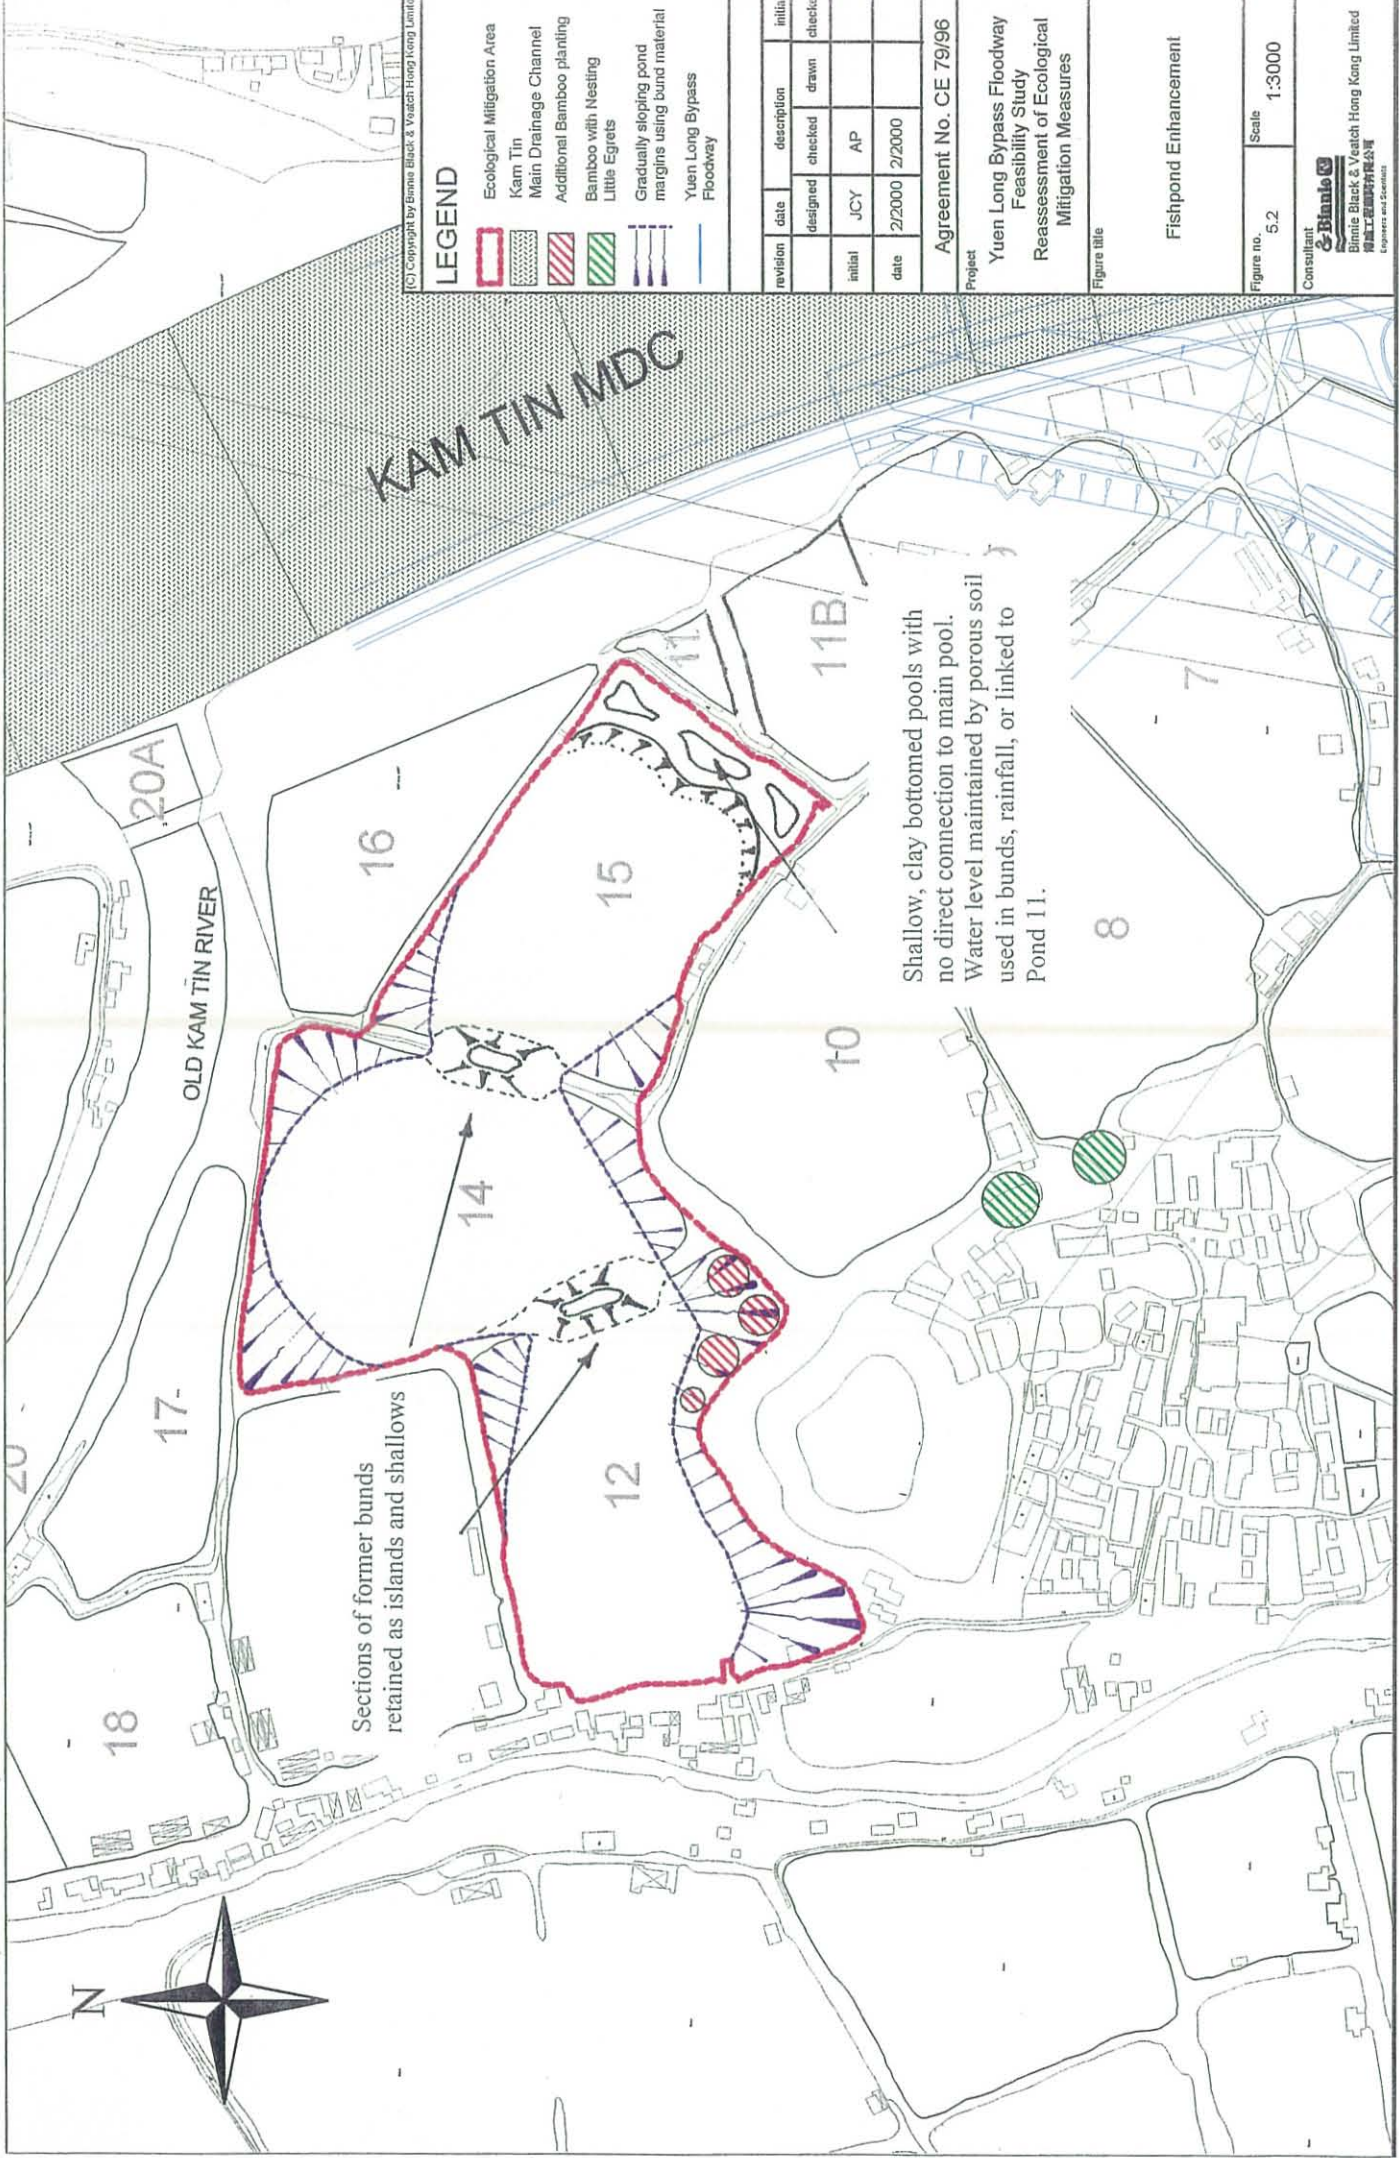 N
18
20
17
OLD KAM TIN RIVER
20A
16
KAM TIN MDC
Sections of former bunds
retained as islands and shallows
14
15
12
11
11B
10
Shallow, clay bottomed pools with
no direct connection to main pool.
Water level maintained by porous soil
used in bunds, rainfall, or linked to
Pond 11.
8
7
(C) Copyright by Binnie Black & Veatch Hong Kong Limite
LEGEND
Ecological Mitigation Area
Kam Tin
Main Drainage Channel
Additional Bamboo planting
Bamboo with Nesting
Little Egrets
Gradually sloping pond
margins using bund material
Yuen Long Bypass
Floodway
revision date description initia
designed checked drawn checke
initial JCY AP
date 2/2000 2/2000
Agreement No. CE 79/96
Project
Yuen Long Bypass Floodway
Feasibility Study
Reassessment of Ecological
Mitigation Measures
Figure title
Fishpond Enhancement
Figure no.
5.2
Scale
1:3000
Consultant
& Binnie
Binnie Black & Veatch Hong Kong Limited
Engineers and Scientists